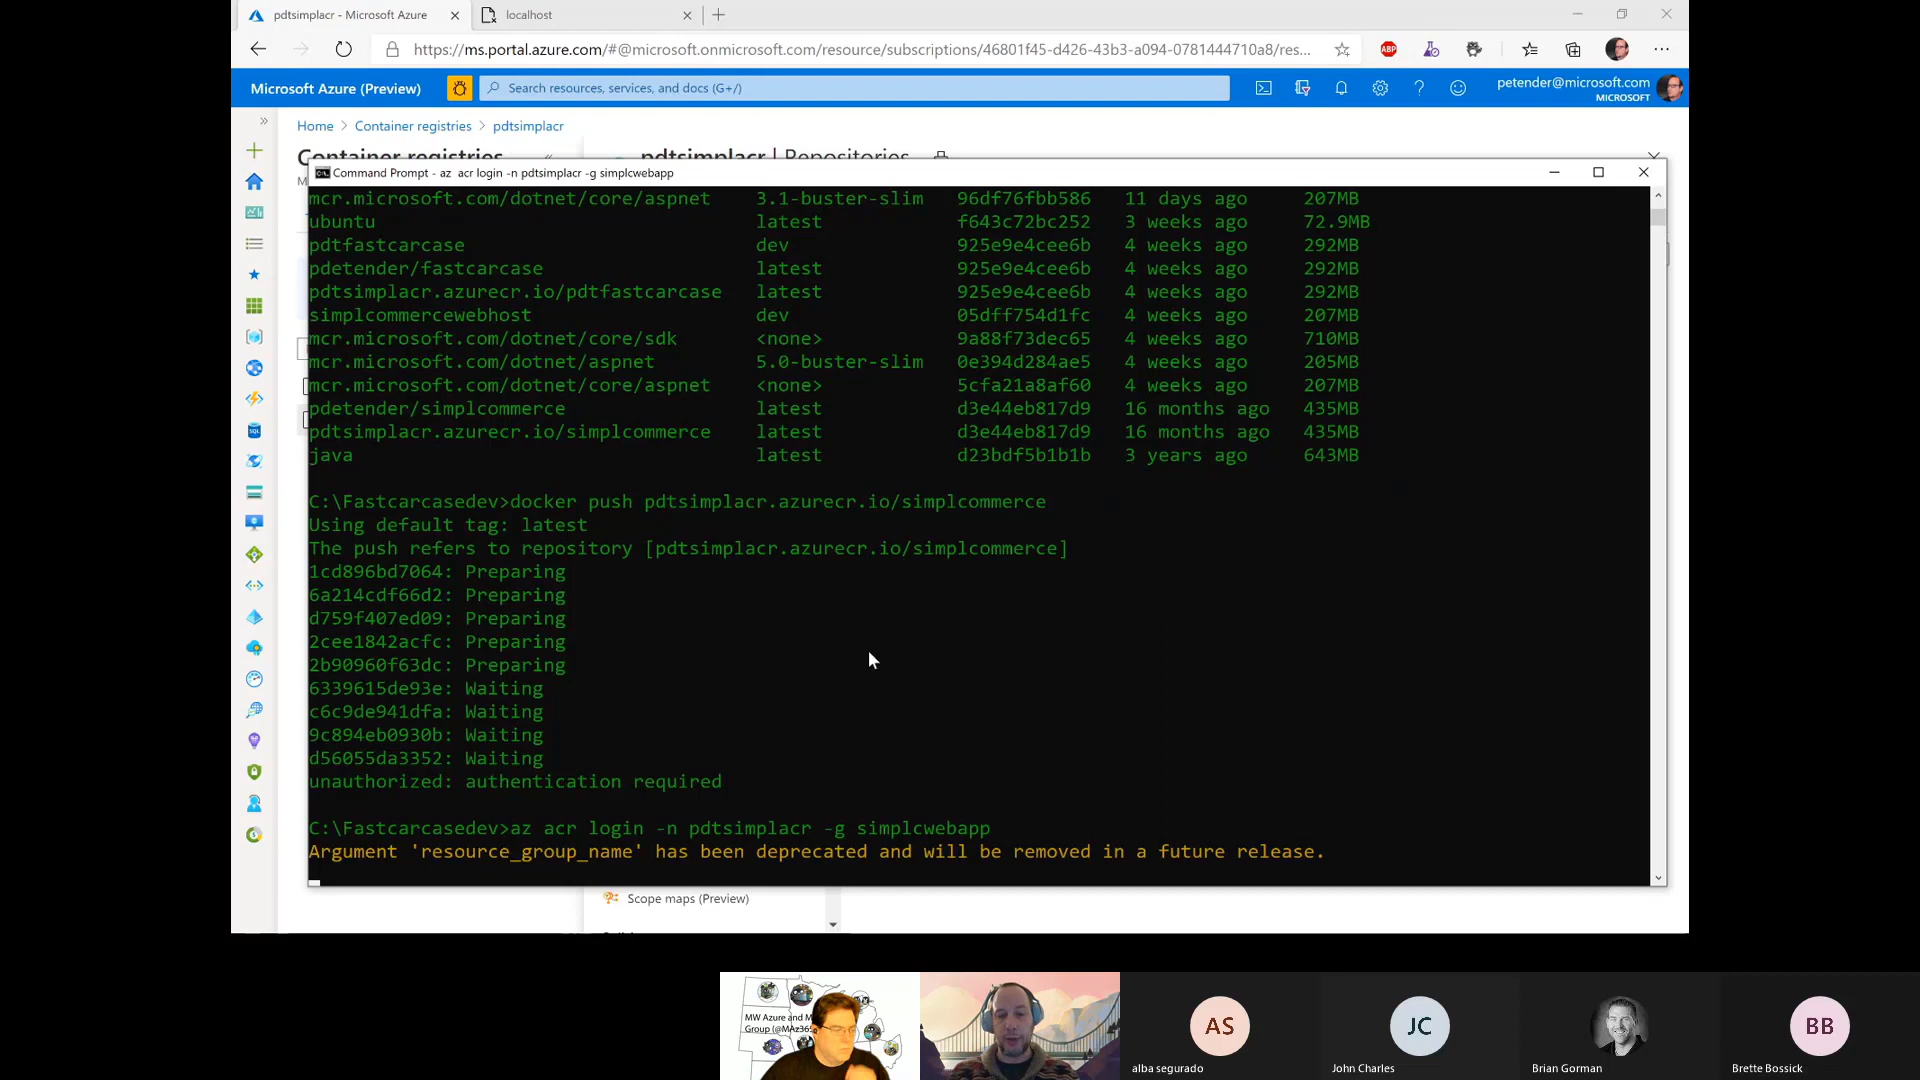 pdtsimplacr - Microsoft Azure
localhost
https://ms.portal.azure.com/#@microsoft.onmicrosoft.com/resource/subscriptions/46801f45-d426-43b3-a094-0781444710a8/res...
ABP
Microsoft Azure (Preview)
Search resources, services, and docs (G+/)
petender@microsoft.com
MICROSOFT
Home > Container registries > pdtsimplacr
Container registries
pdtsimplacr | Repositories
Command Prompt - az acr login -n pdtsimplacr -g simplcwebapp
mcr.microsoft.com/dotnet/core/aspnet 3.1-buster-slim 96df76fbb586 11 days ago 207MB
ubuntu latest f643c72bc252 3 weeks ago 72.9MB
pdtfastcarcase dev 925e9e4cee6b 4 weeks ago 292MB
pdetender/fastcarcase latest 925e9e4cee6b 4 weeks ago 292MB
pdtsimplacr.azurecr.io/pdtfastcarcase latest 925e9e4cee6b 4 weeks ago 292MB
simplcommercewebhost dev 05dff754d1fc 4 weeks ago 207MB
mcr.microsoft.com/dotnet/core/sdk <none> 9a88f73dec65 4 weeks ago 710MB
mcr.microsoft.com/dotnet/aspnet 5.0-buster-slim 0e394d284ae5 4 weeks ago 205MB
mcr.microsoft.com/dotnet/core/aspnet <none> 5cfa21a8af60 4 weeks ago 207MB
pdetender/simplcommerce latest d3e44eb817d9 16 months ago 435MB
pdtsimplacr.azurecr.io/simplcommerce latest d3e44eb817d9 16 months ago 435MB
java latest d23bdf5b1b1b 3 years ago 643MB
C:\Fastcarcasedev>docker push pdtsimplacr.azurecr.io/simplcommerce
Using default tag: latest
The push refers to repository [pdtsimplacr.azurecr.io/simplcommerce]
1cd896bd7064: Preparing
6a214cdf66d2: Preparing
d759f407ed09: Preparing
2cee1842acfc: Preparing
2b90960f63dc: Preparing
6339615de93e: Waiting
c6c9de941dfa: Waiting
9c894eb0930b: Waiting
d56055da3352: Waiting
unauthorized: authentication required
C:\Fastcarcasedev>az acr login -n pdtsimplacr -g simplcwebapp
Argument 'resource_group_name' has been deprecated and will be removed in a future release.
Scope maps (Preview)
MW Azure and M
Group (@MAz365
AS
JC
BB
alba segurado
John Charles
Brian Gorman
Brette Bossick